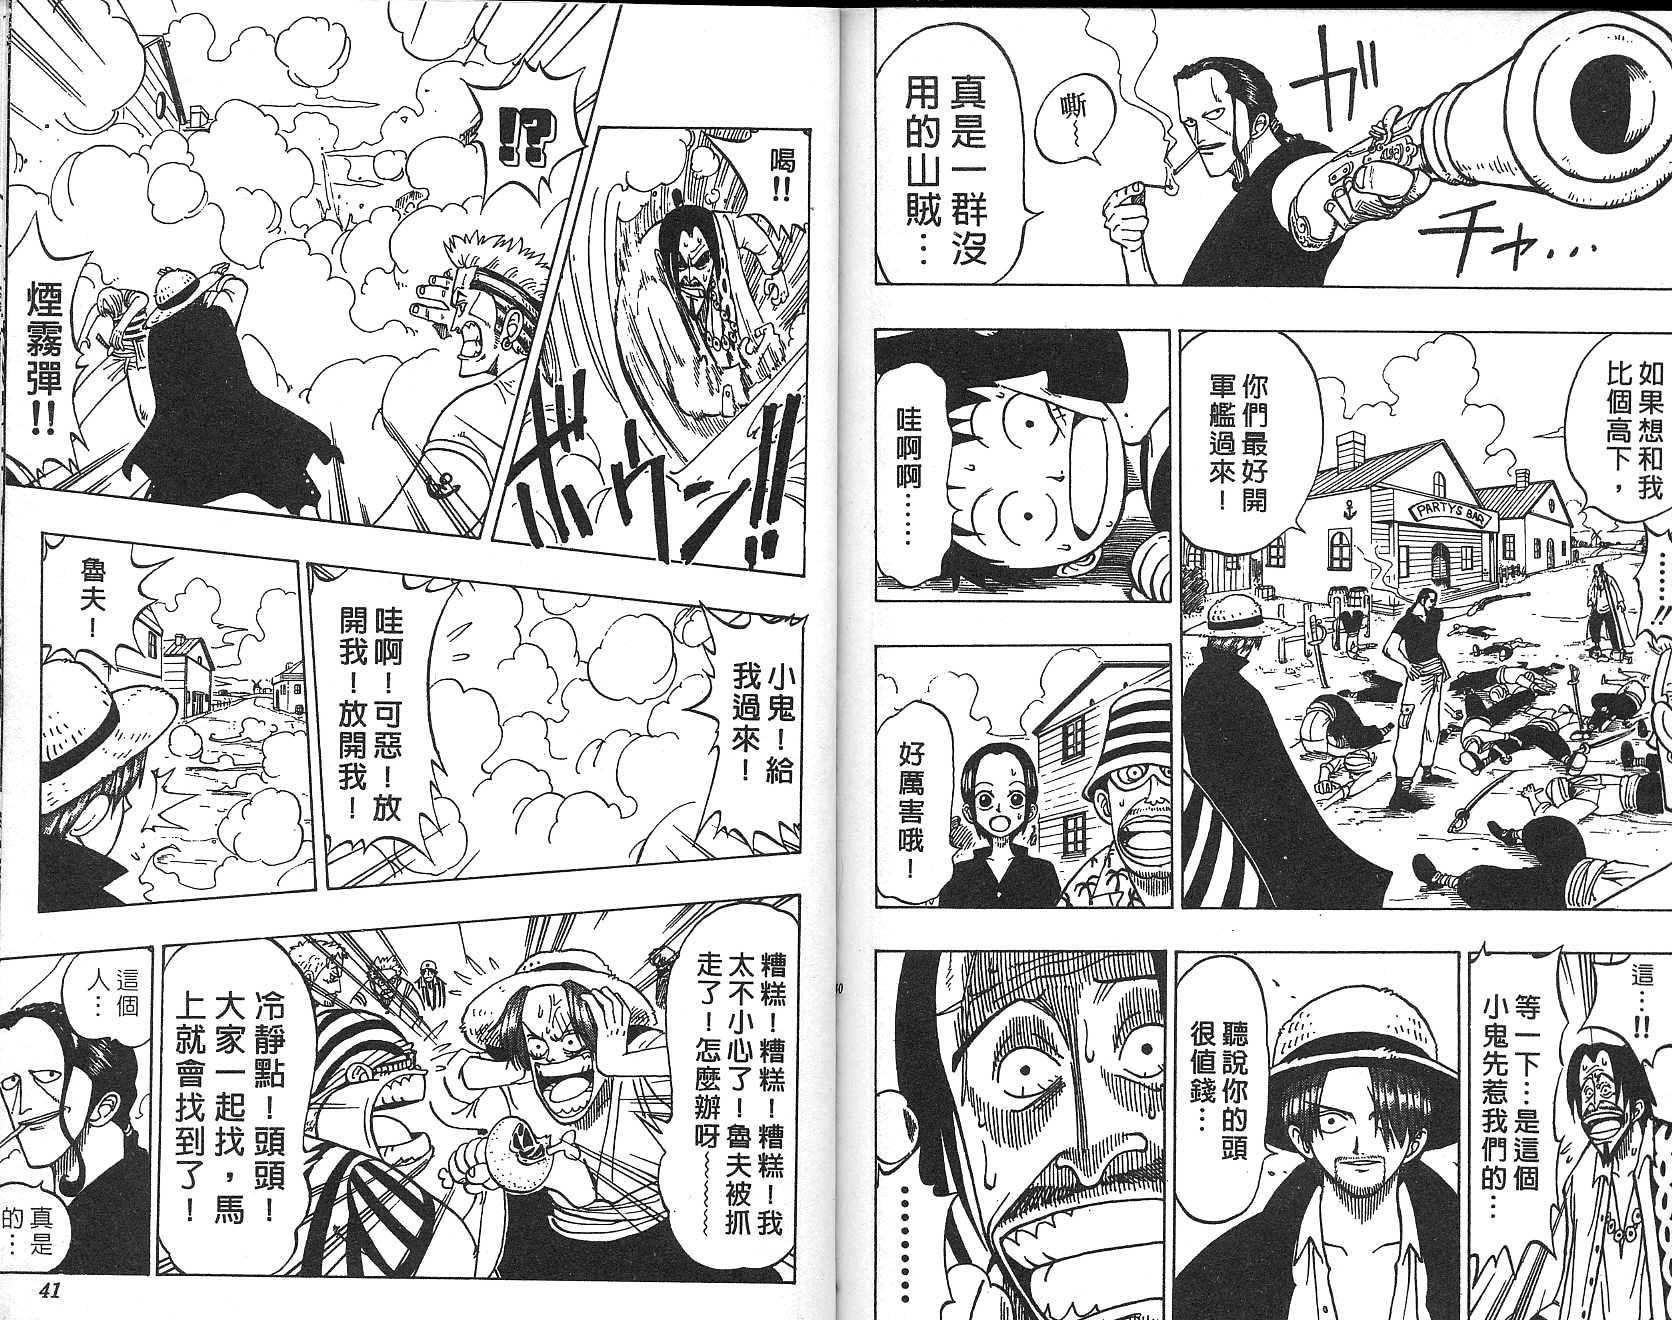 真是一群沒
用的山賊…
嘶～
ガ"
チャ…
如果想和我
比個高下，
你們最好開
軍艦過來！
PARTYS BAR
……!!
哇啊啊……
好厲害哦！
這…!!
等一下…是這個
小鬼先惹我們的…
聽說你的頭
很值錢…
………
40
喝!!
ボウン!!
!?
煙霧彈!!
小鬼！給
我過來！
哇啊！可惡！放
開我！放開我！
魯夫！
糟糕！糟糕！糟糕！我
太不小心了！魯夫被抓
走了！怎麼辦呀～～～
冷靜點！頭頭！
大家一起找，馬
上就會找到了！
這個
人…
真是
的…
41